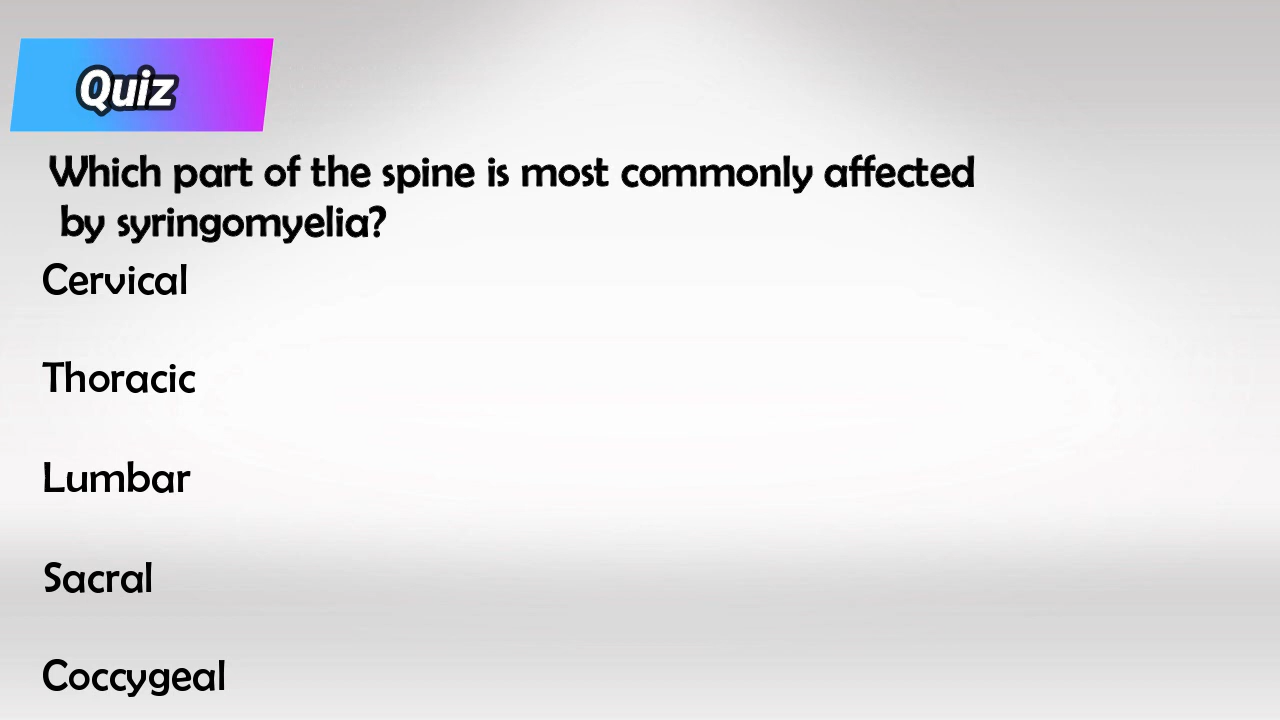 Quiz
Which part of the spine is most commonly affected
by syringomyelia?
Cervical
Thoracic
Lumbar
Sacral
Coccygeal